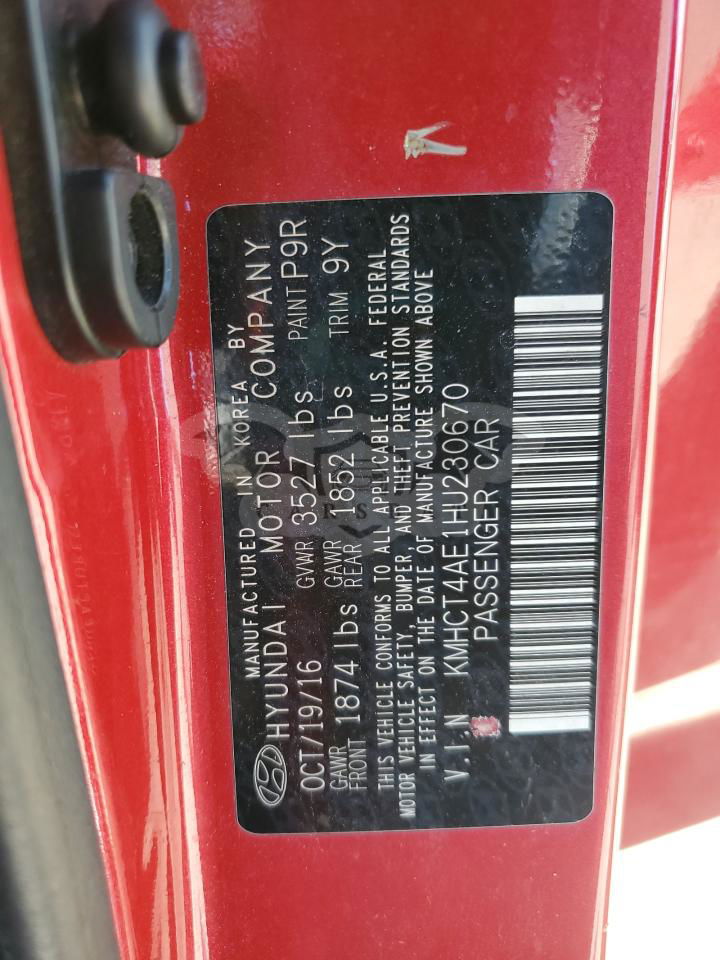 MANUFACTURED IN KOREA BY
HYUNDAI MOTOR COMPANY
OCT/19/16 GVWR 3527 lbs PAINT P9R
GAWR FRONT 1874 lbs GAWR REAR 1852 lbs TRIM 9Y
THIS VEHICLE CONFORMS TO ALL APPLICABLE U.S.A. FEDERAL
MOTOR VEHICLE SAFETY, BUMPER, AND THEFT PREVENTION STANDARDS
IN EFFECT ON THE DATE OF MANUFACTURE SHOWN ABOVE
V.I.N KMHCT4AE1HU230670
PASSENGER CAR